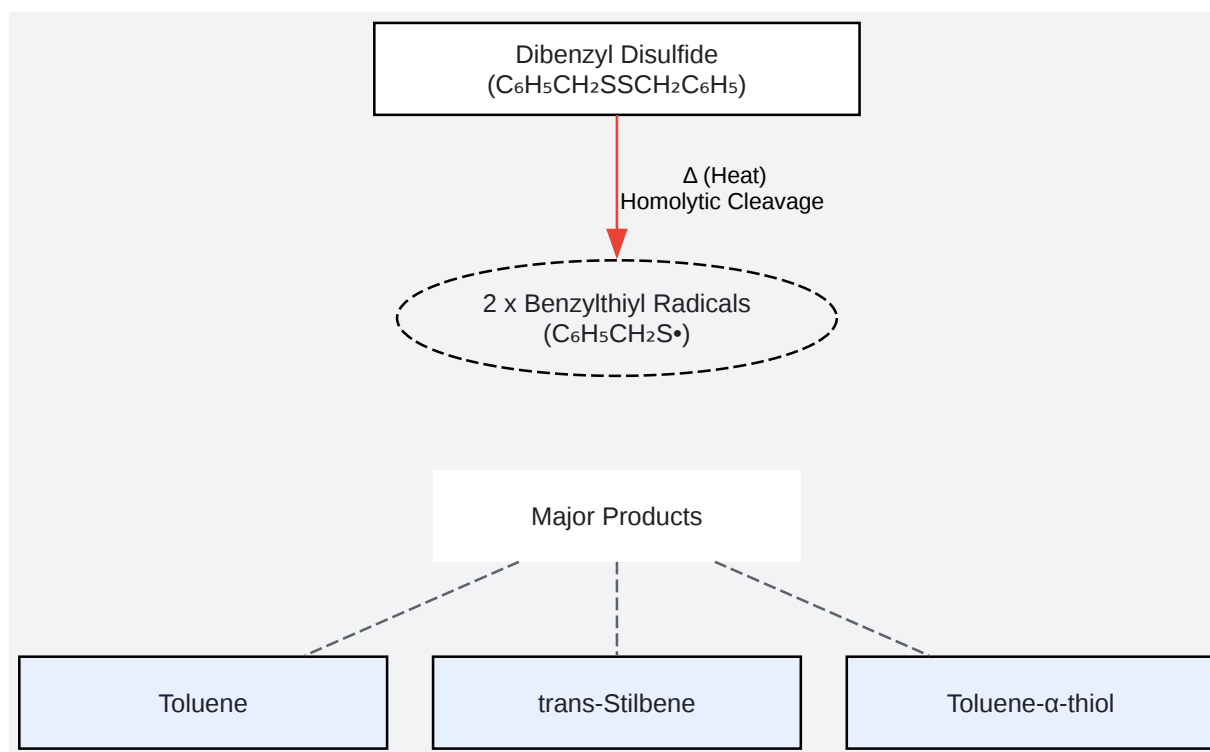 Dibenzyl Disulfide
(C₆H₅CH₂SSCH₂C₆H₅)
Δ (Heat)
Homolytic Cleavage
2 x Benzylthiyl Radicals
(C₆H₅CH₂S•)
Major Products
Toluene
trans-Stilbene
Toluene-α-thiol